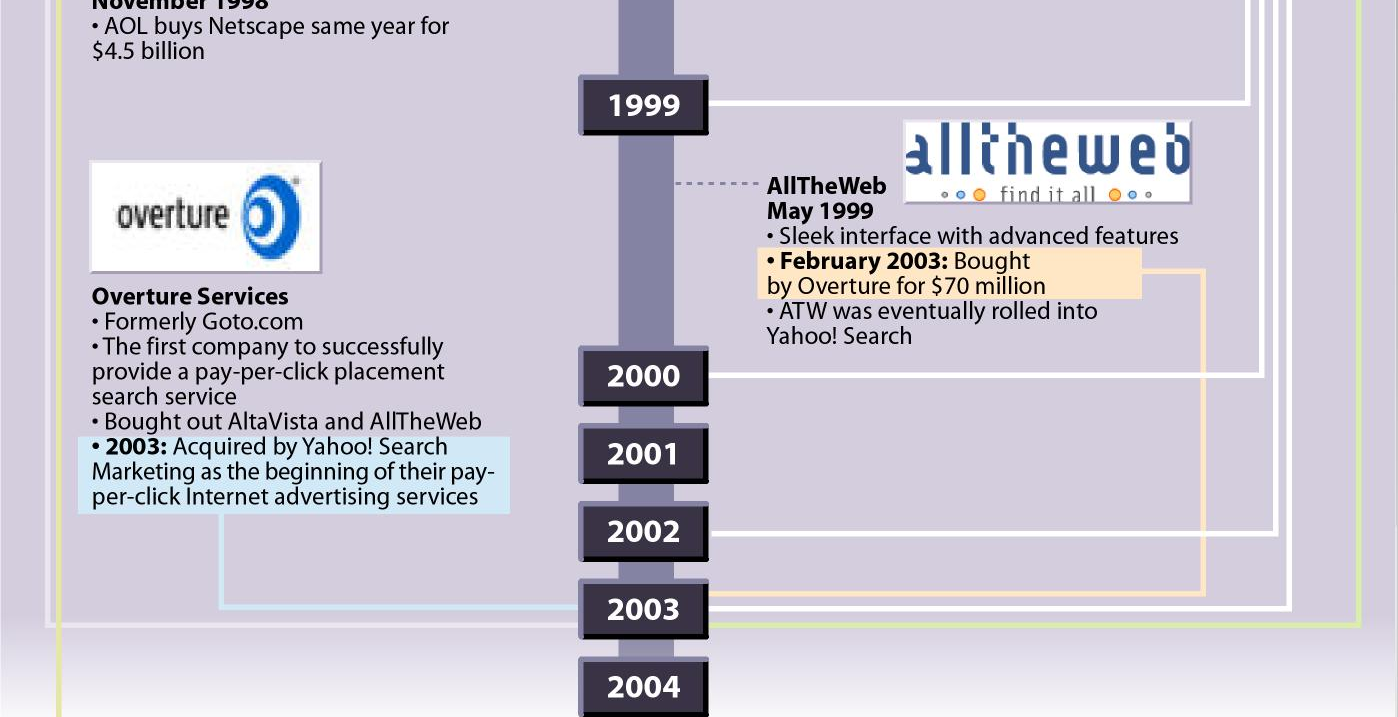 November 1998
• AOL buys Netscape same year for
$4.5 billion
1999
alltheweb
find it all
AllTheWeb
May 1999
• Sleek interface with advanced features
• February 2003: Bought
by Overture for $70 million
• ATW was eventually rolled into
Yahoo! Search
overture
Overture Services
• Formerly Goto.com
• The first company to successfully
provide a pay-per-click placement
search service
• Bought out AltaVista and AllTheWeb
• 2003: Acquired by Yahoo! Search
Marketing as the beginning of their pay-
per-click Internet advertising services
2000
2001
2002
2003
2004